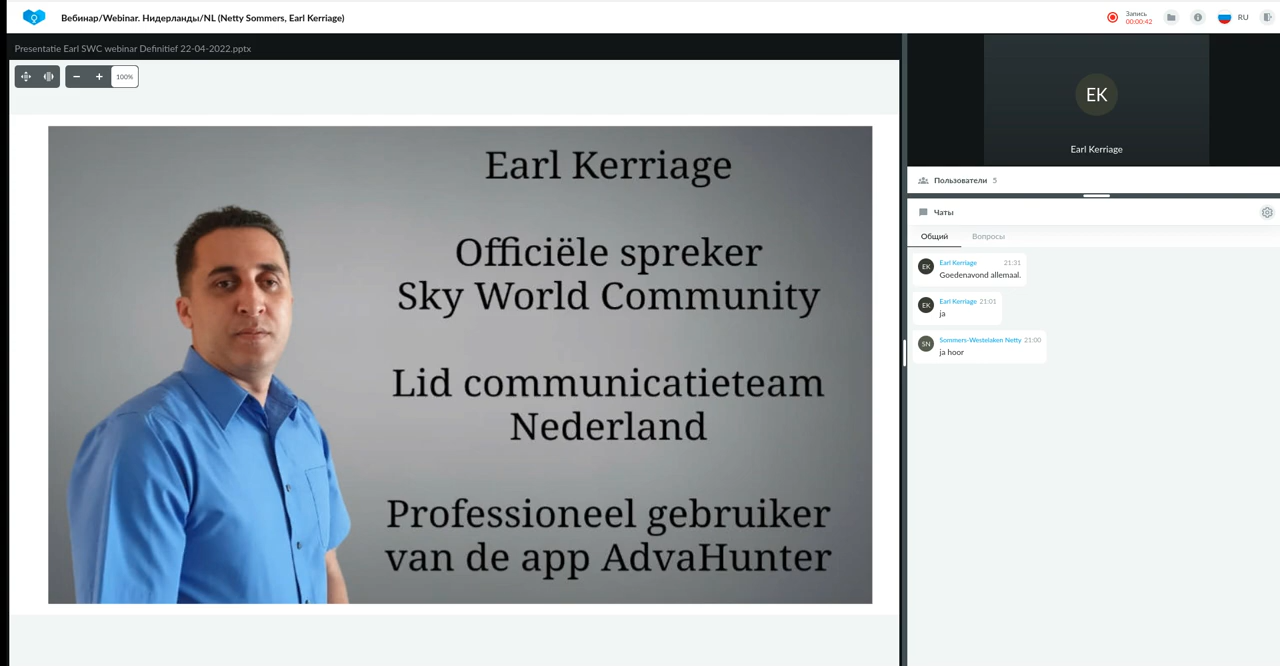 Вебинар/Webinar. Нидерланды/NL (Netty Sommers, Earl Kerriage)
Запись
00:00:42
RU
Presentatie Earl SWC webinar Definitief 22-04-2022.pptx
100%
Earl Kerriage
Officiële spreker
Sky World Community
Lid communicatieteam
Nederland
Professioneel gebruiker
van de app AdvaHunter
EK
Earl Kerriage
Пользователи 5
Чаты
Общий Вопросы
EK Earl Kerriage 21:31
Goedenavond allemaal.
EK Earl Kerriage 21:01
ja
SN Sommers-Westelaken Netty 21:00
ja hoor